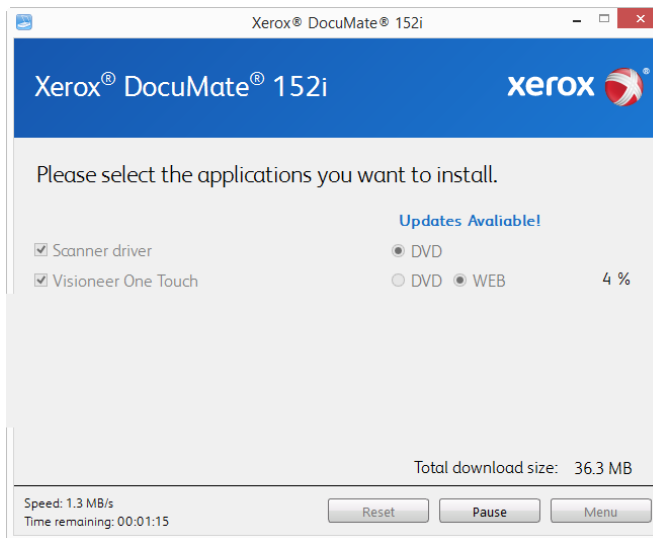 Xerox® DocuMate® 152i
Xerox® DocuMate® 152i
xerox ®
Please select the applications you want to install.
Updates Avaliable!
Scanner driver DVD
Visioneer One Touch DVD WEB 4 %
Total download size: 36.3 MB
Speed: 1.3 MB/s
Time remaining: 00:01:15
Reset Pause Menu